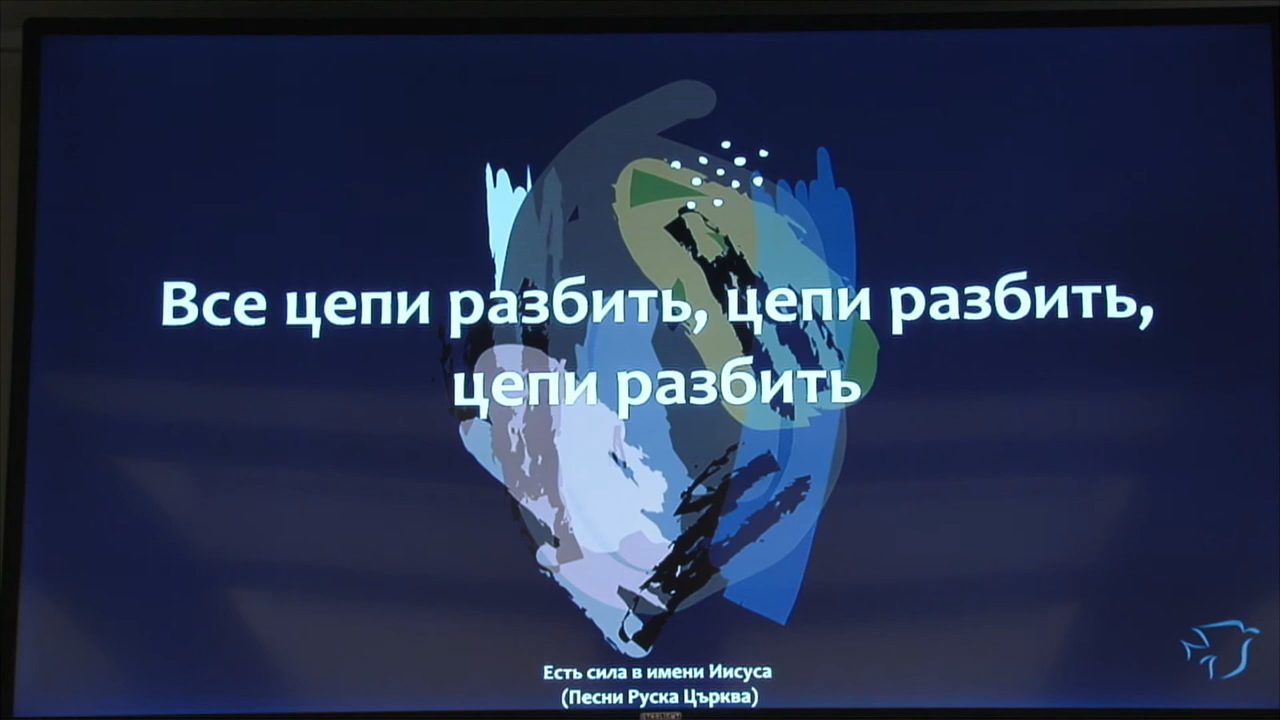 Все цепи разбить, цепи разбить,
цепи разбить
Есть сила в имени Иисуса
(Песни Руска Църква)